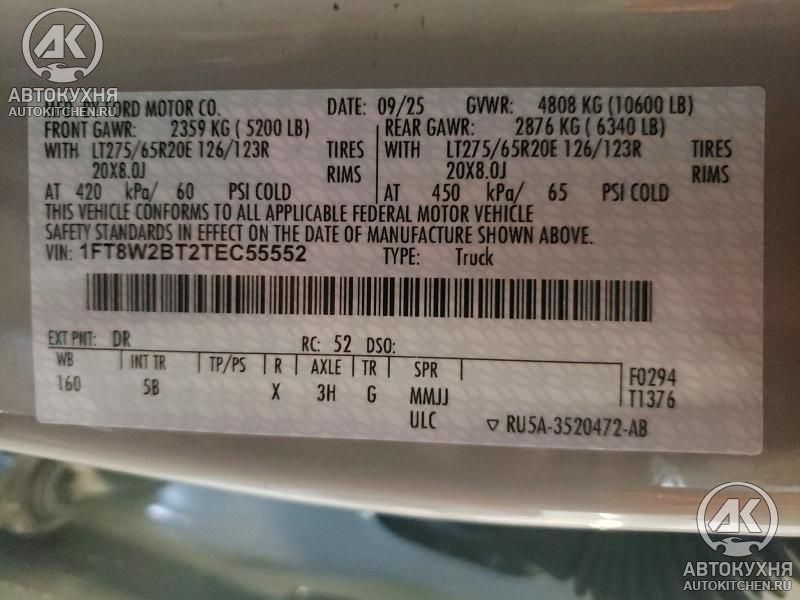 AK
АВТОКУХНЯ
AUTOKITCHEN.RU
MFD. BY FORD MOTOR CO. DATE: 09/25 GVWR: 4808 KG (10600 LB)
FRONT GAWR: 2359 KG ( 5200 LB) REAR GAWR: 2876 KG ( 6340 LB)
WITH LT275/65R20E 126/123R TIRES WITH LT275/65R20E 126/123R TIRES
20X8.0J RIMS 20X8.0J RIMS
AT 420 kPa/ 60 PSI COLD AT 450 kPa/ 65 PSI COLD
THIS VEHICLE CONFORMS TO ALL APPLICABLE FEDERAL MOTOR VEHICLE
SAFETY STANDARDS IN EFFECT ON THE DATE OF MANUFACTURE SHOWN ABOVE.
VIN: 1FT8W2BT2TEC55552 TYPE: Truck
EXT PNT: DR RC: 52 DSO:
WB INT TR TP/PS R AXLE TR SPR
160 5B X 3H G MMJJ
ULC
F0294
T1376
RU5A-3520472-AB
AK
АВТОКУХНЯ
AUTOKITCHEN.RU